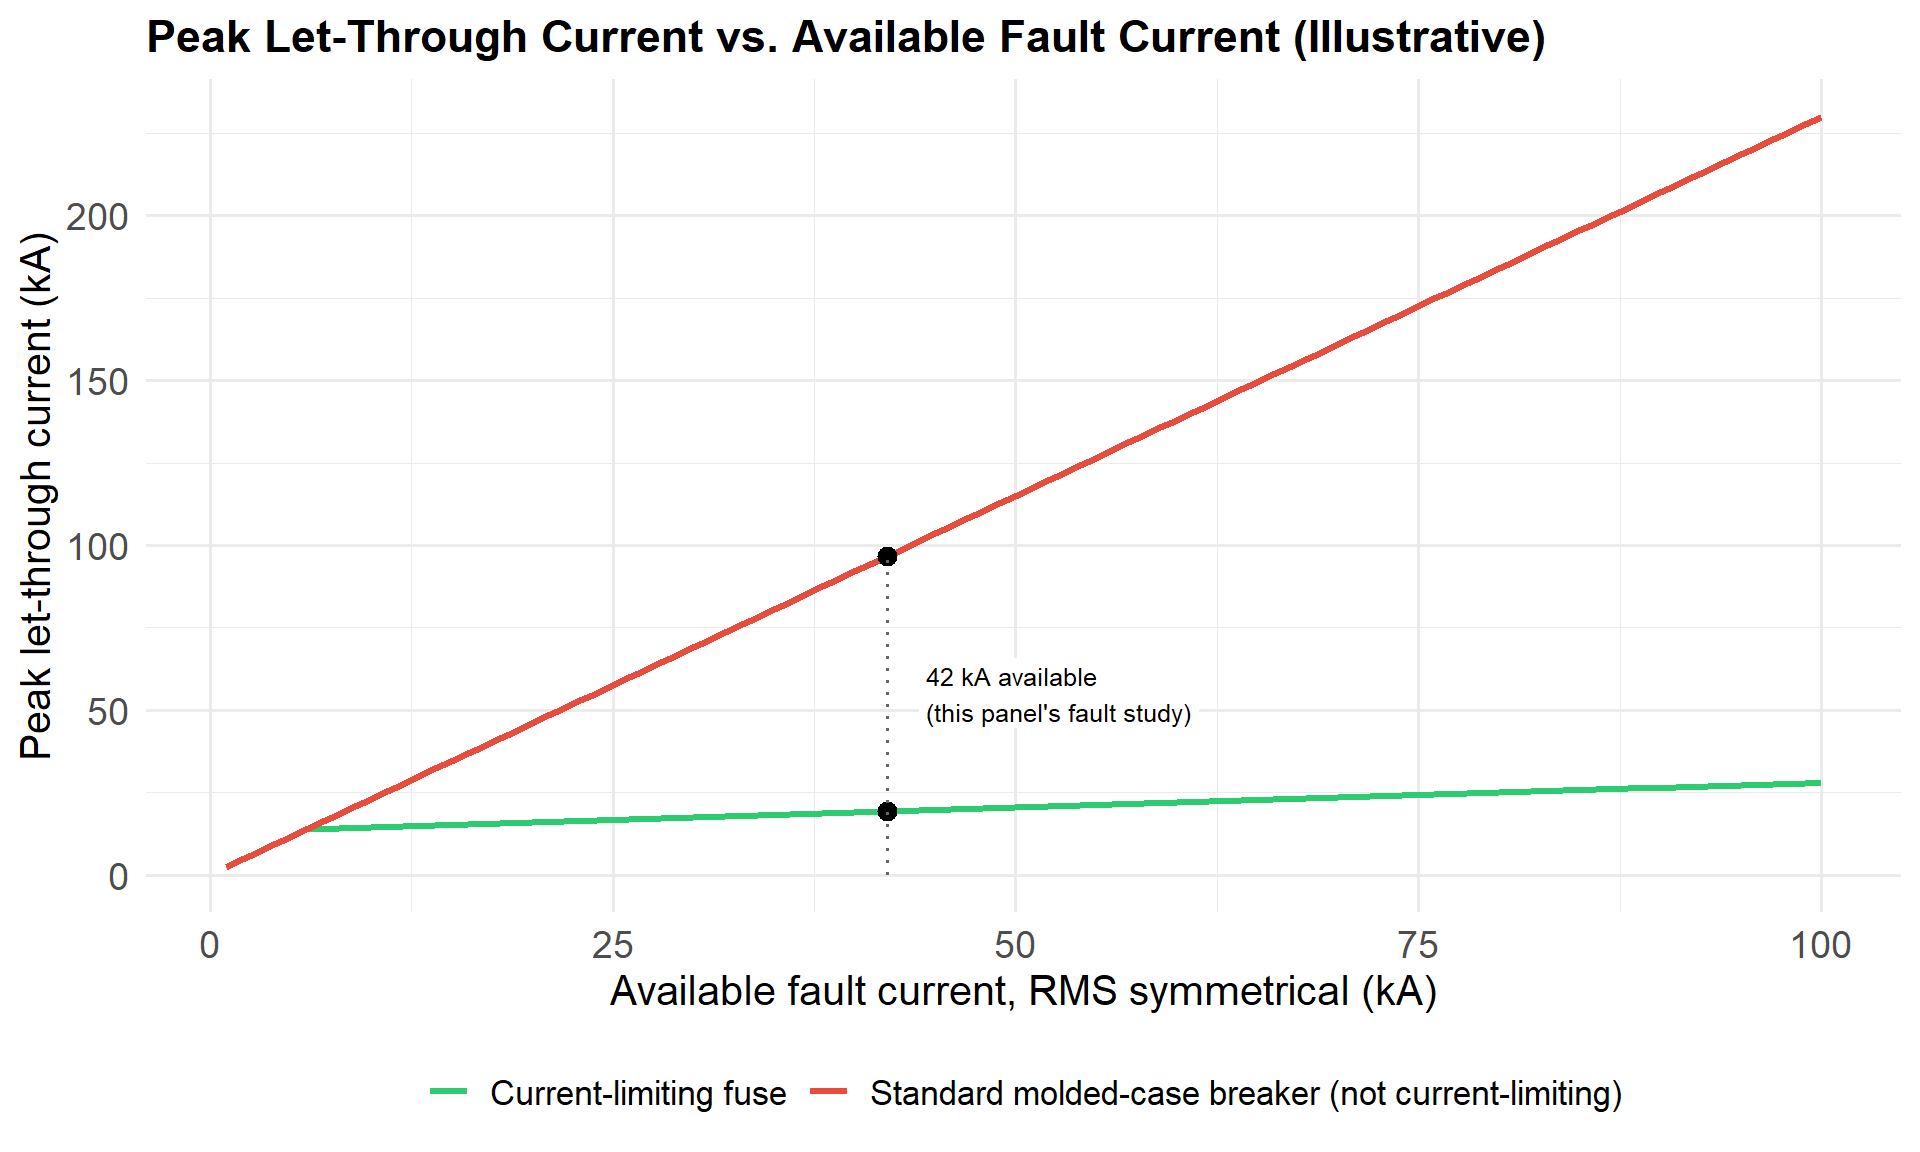 Peak Let-Through Current vs. Available Fault Current (Illustrative)
Peak let-through current (kA)
200
150
100
50
0
42 kA available
(this panel's fault study)
0 25 50 75 100
Available fault current, RMS symmetrical (kA)
Current-limiting fuse Standard molded-case breaker (not current-limiting)